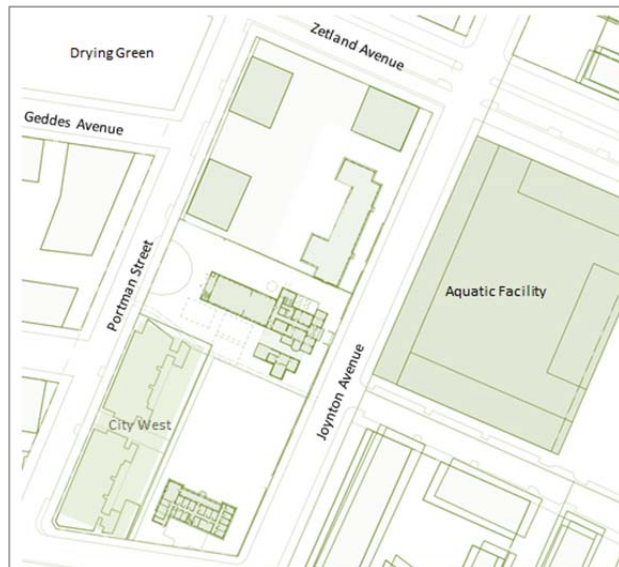 Zetland Avenue
Drying Green
Geddes Avenue
Portman Street
Aquatic Facility
Joynton Avenue
City West